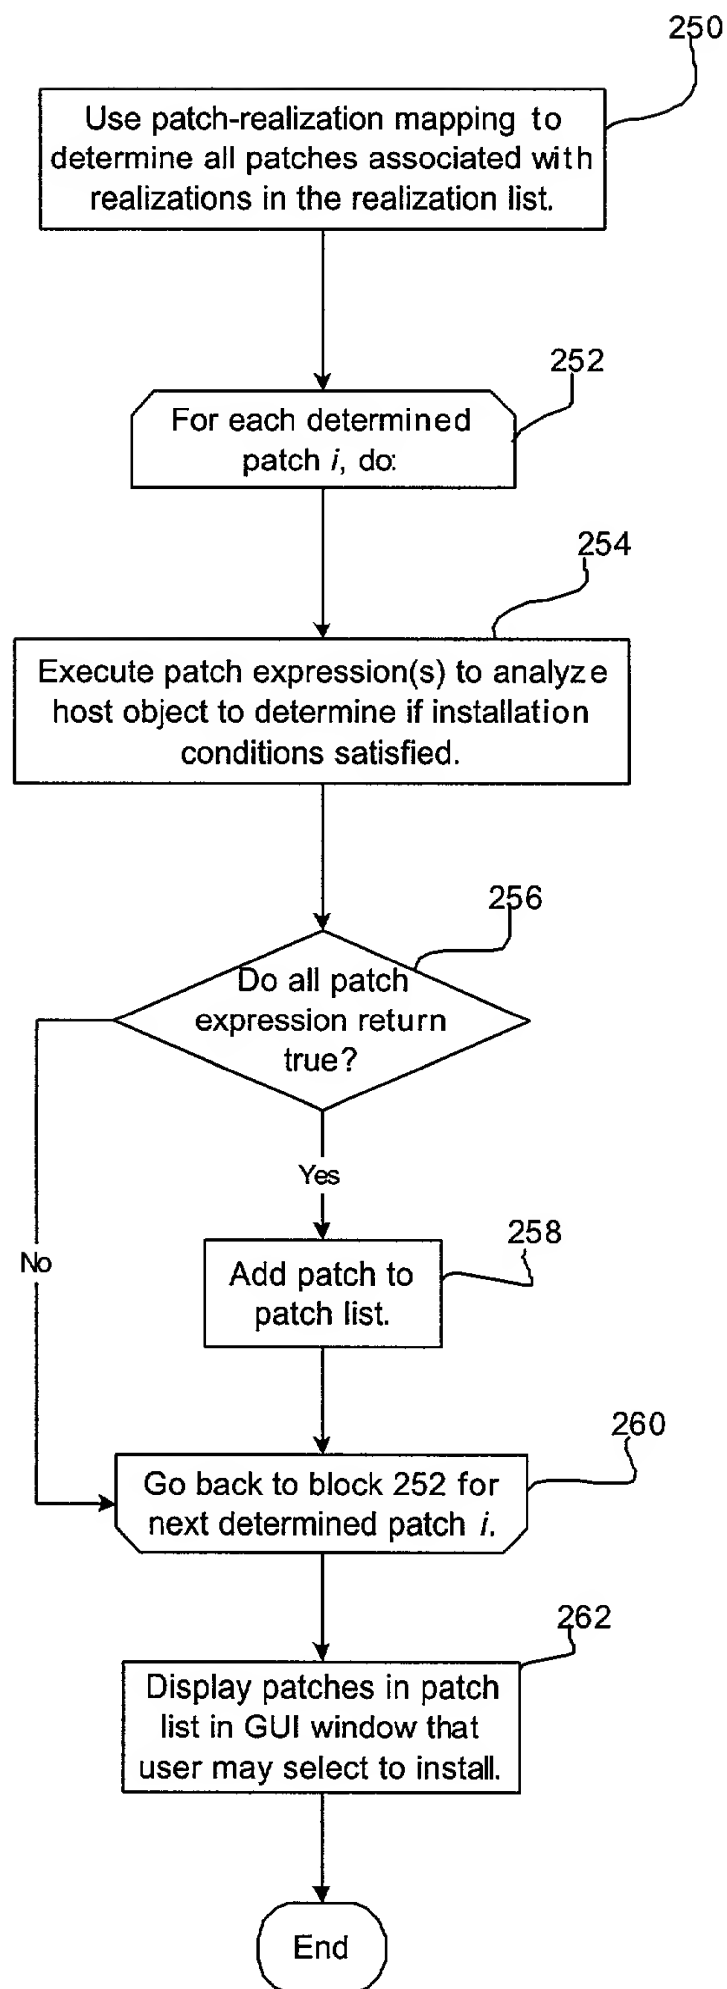 250
Use patch-realization mapping to
determine all patches associated with
realizations in the realization list.
252
For each determined
patch i, do:
254
Execute patch expression(s) to analyze
host object to determine if installation
conditions satisfied.
256
Do all patch
expression return
true?
Yes
No
258
Add patch to
patch list.
260
Go back to block 252 for
next determined patch i.
262
Display patches in patch
list in GUI window that
user may select to install.
End